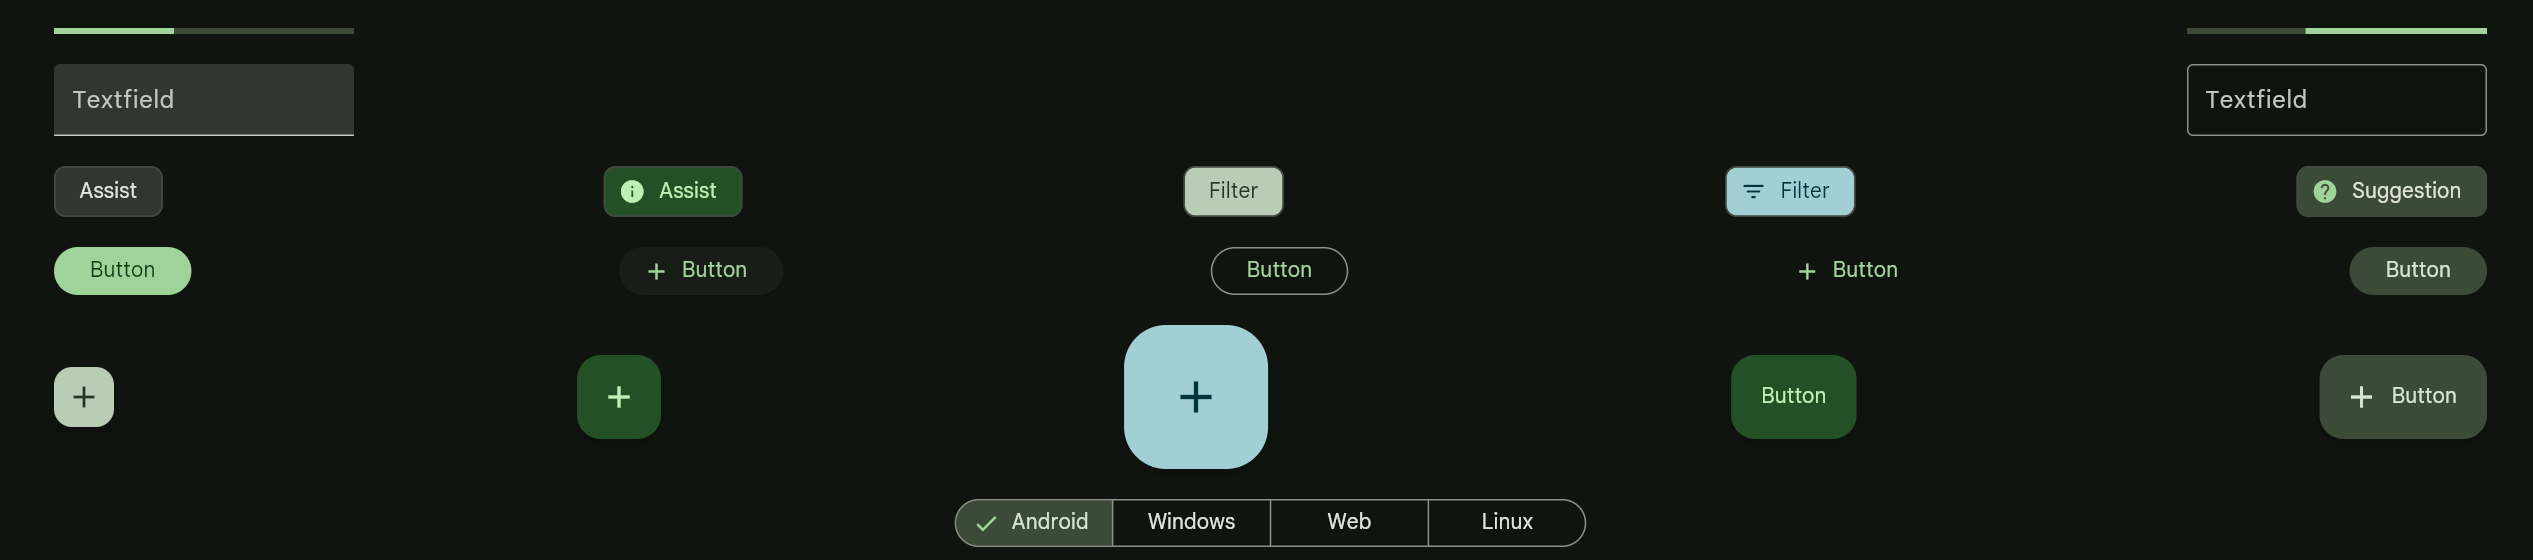 Textfield Textfield
Assist Assist Filter Filter Suggestion
Button Button Button Button Button
Button Button
Android Windows Web Linux